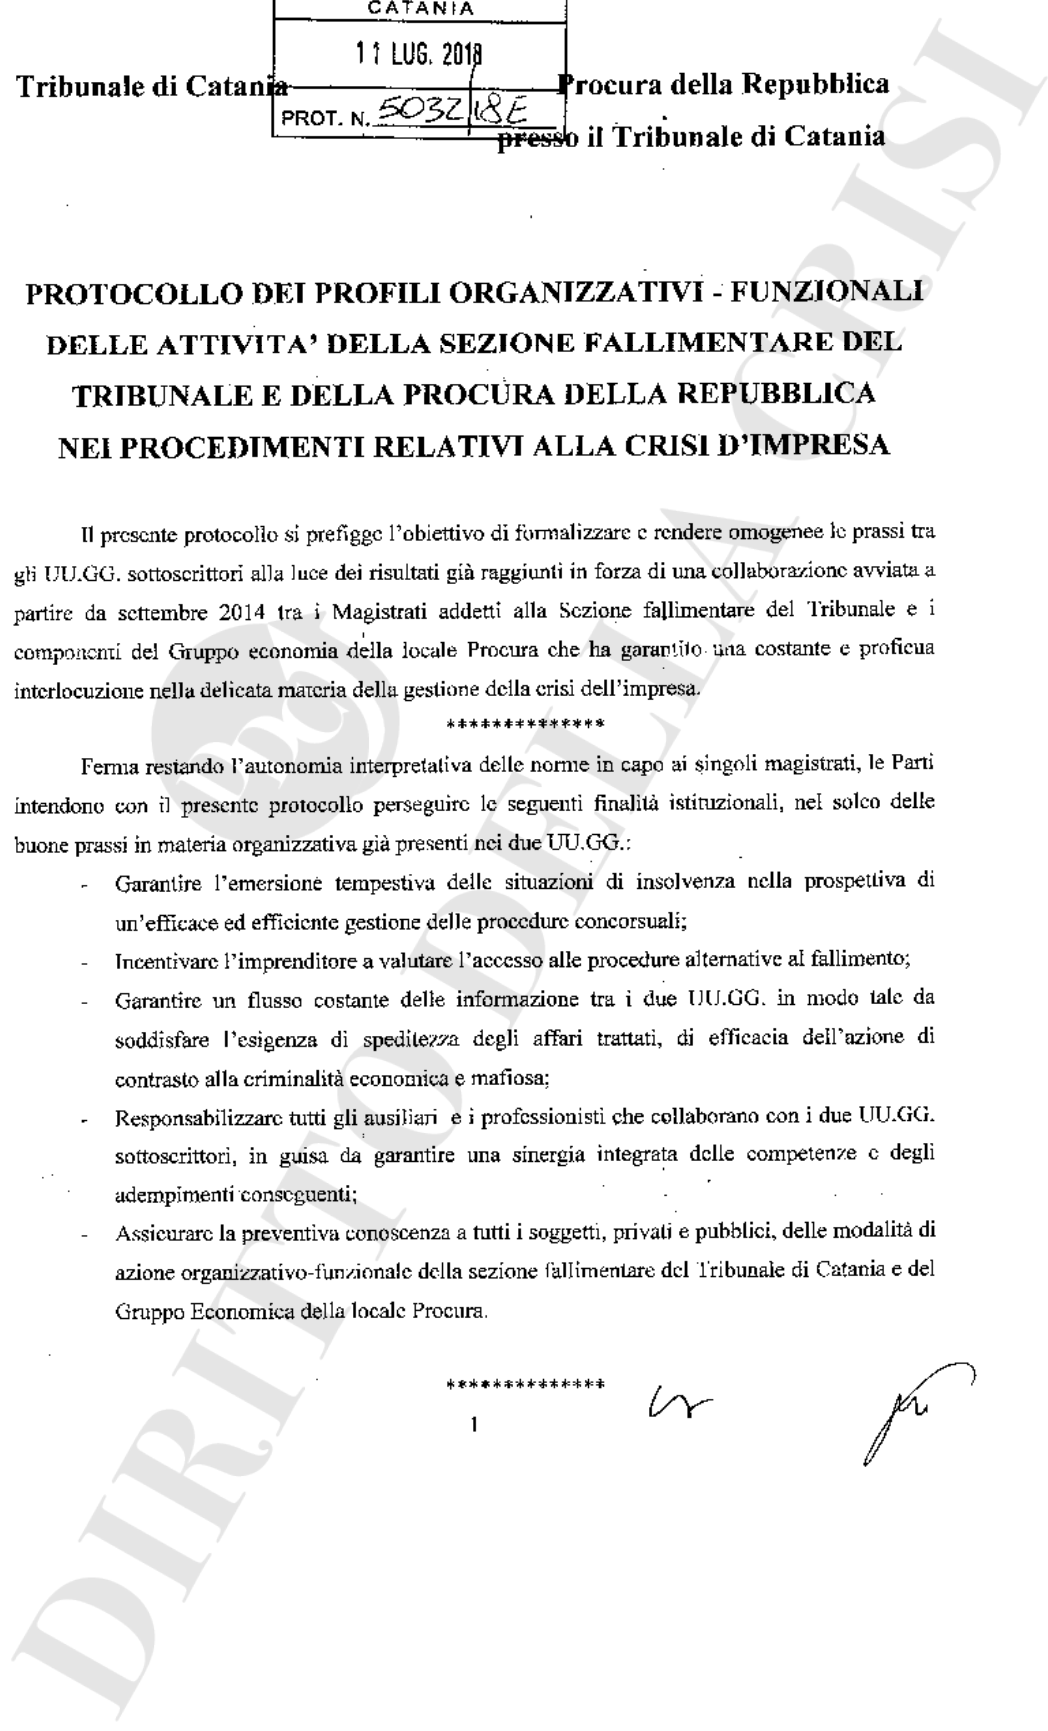 CATANIA
11 LUG. 2018
Tribunale di Catania
Procura della Repubblica
PROT. N. 5032/18E
presso il Tribunale di Catania
PROTOCOLLO DEI PROFILI ORGANIZZATIVI - FUNZIONALI
DELLE ATTIVITA’ DELLA SEZIONE FALLIMENTARE DEL
TRIBUNALE E DELLA PROCURA DELLA REPUBBLICA
NEI PROCEDIMENTI RELATIVI ALLA CRISI D’IMPRESA
Il presente protocollo si prefigge l’obiettivo di formalizzare e rendere omogenee le prassi tra
gli UU.GG. sottoscrittori alla luce dei risultati già raggiunti in forza di una collaborazione avviata a
partire da settembre 2014 tra i Magistrati addetti alla Sezione fallimentare del Tribunale e i
componenti del Gruppo economia della locale Procura che ha garantito una costante e proficua
interlocuzione nella delicata materia della gestione della crisi dell’impresa.
**************
Ferma restando l’autonomia interpretativa delle norme in capo ai singoli magistrati, le Parti
intendono con il presente protocollo perseguire le seguenti finalità istituzionali, nel solco delle
buone prassi in materia organizzativa già presenti nei due UU.GG.:
- Garantire l’emersione tempestiva delle situazioni di insolvenza nella prospettiva di
un’efficace ed efficiente gestione delle procedure concorsuali;
- Incentivare l’imprenditore a valutare l’accesso alle procedure alternative al fallimento;
- Garantire un flusso costante delle informazione tra i due UU.GG. in modo tale da
soddisfare l’esigenza di speditezza degli affari trattati, di efficacia dell’azione di
contrasto alla criminalità economica e mafiosa;
- Responsabilizzare tutti gli ausiliari e i professionisti che collaborano con i due UU.GG.
sottoscrittori, in guisa da garantire una sinergia integrata delle competenze e degli
adempimenti conseguenti;
- Assicurare la preventiva conoscenza a tutti i soggetti, privati e pubblici, delle modalità di
azione organizzativo-funzionale della sezione fallimentare del Tribunale di Catania e del
Gruppo Economica della locale Procura.
**************
1
DIRITTO DELLA CRISI
DDC